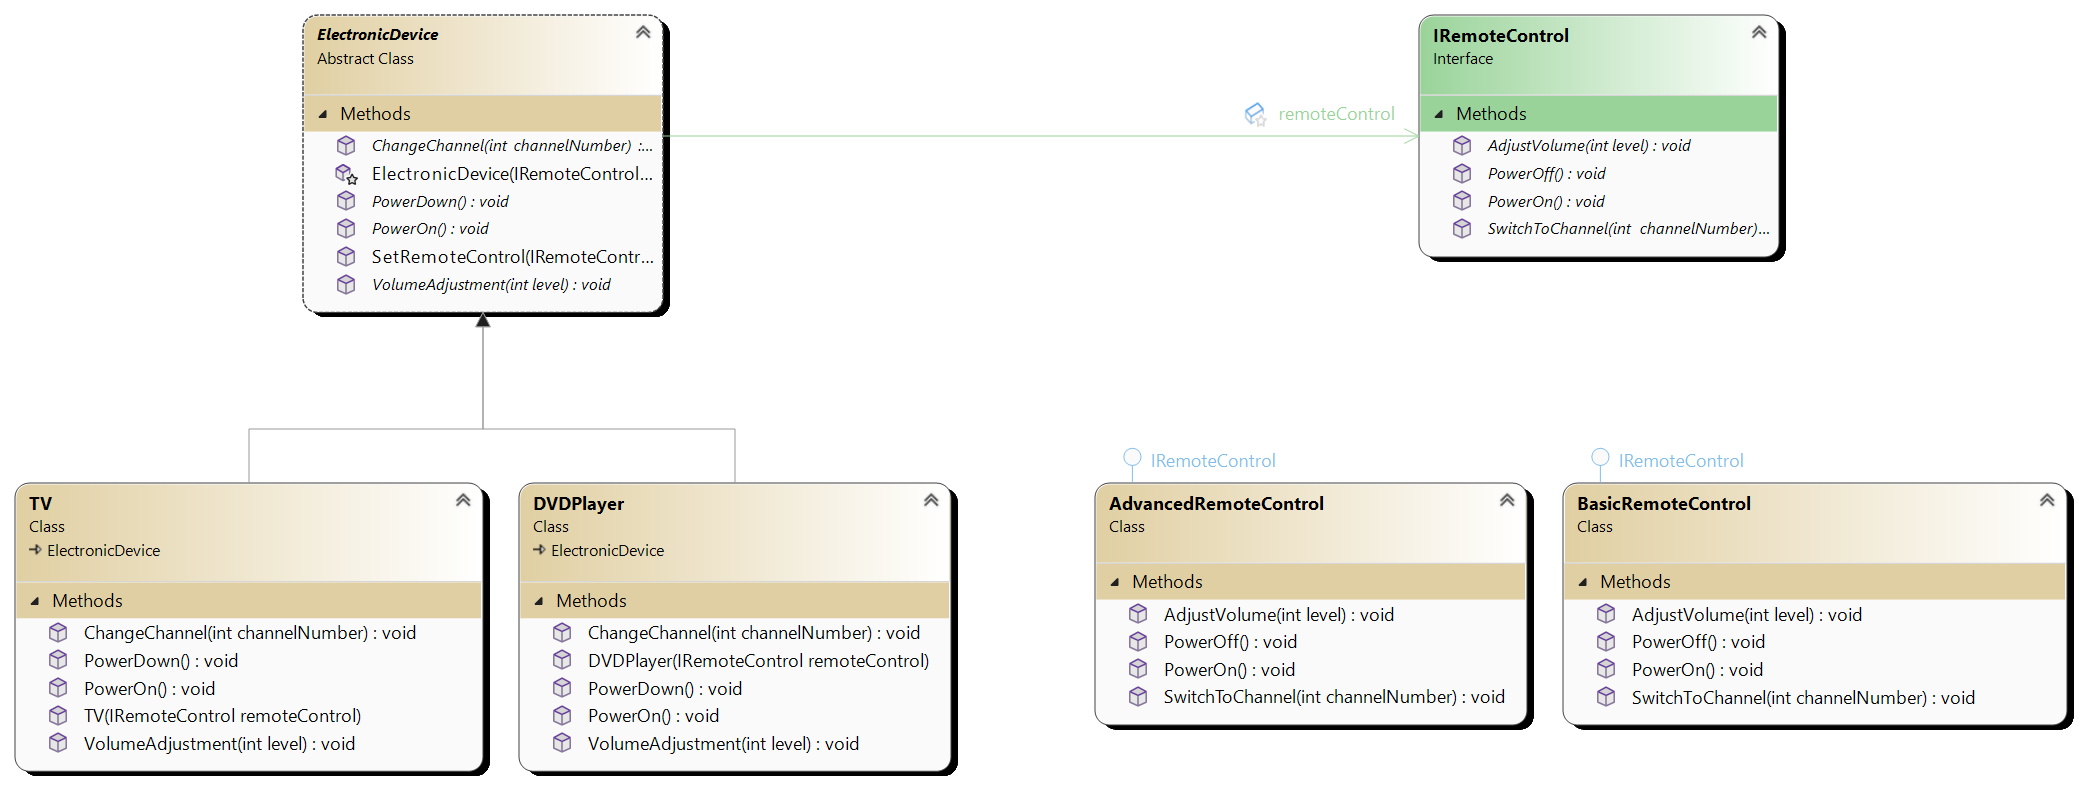 ElectronicDevice
Abstract Class
Methods
ChangeChannel(int channelNumber) :...
ElectronicDevice(IRemoteControl...
PowerDown() : void
PowerOn() : void
SetRemoteControl(IRemoteContr...
VolumeAdjustment(int level) : void
remoteControl
IRemoteControl
Interface
Methods
AdjustVolume(int level) : void
PowerOff() : void
PowerOn() : void
SwitchToChannel(int channelNumber)...
TV
Class
ElectronicDevice
Methods
ChangeChannel(int channelNumber) : void
PowerDown() : void
PowerOn() : void
TV(IRemoteControl remoteControl)
VolumeAdjustment(int level) : void
DVDPlayer
Class
ElectronicDevice
Methods
ChangeChannel(int channelNumber) : void
DVDPlayer(IRemoteControl remoteControl)
PowerDown() : void
PowerOn() : void
VolumeAdjustment(int level) : void
IRemoteControl
AdvancedRemoteControl
Class
Methods
AdjustVolume(int level) : void
PowerOff() : void
PowerOn() : void
SwitchToChannel(int channelNumber) : void
IRemoteControl
BasicRemoteControl
Class
Methods
AdjustVolume(int level) : void
PowerOff() : void
PowerOn() : void
SwitchToChannel(int channelNumber) : void